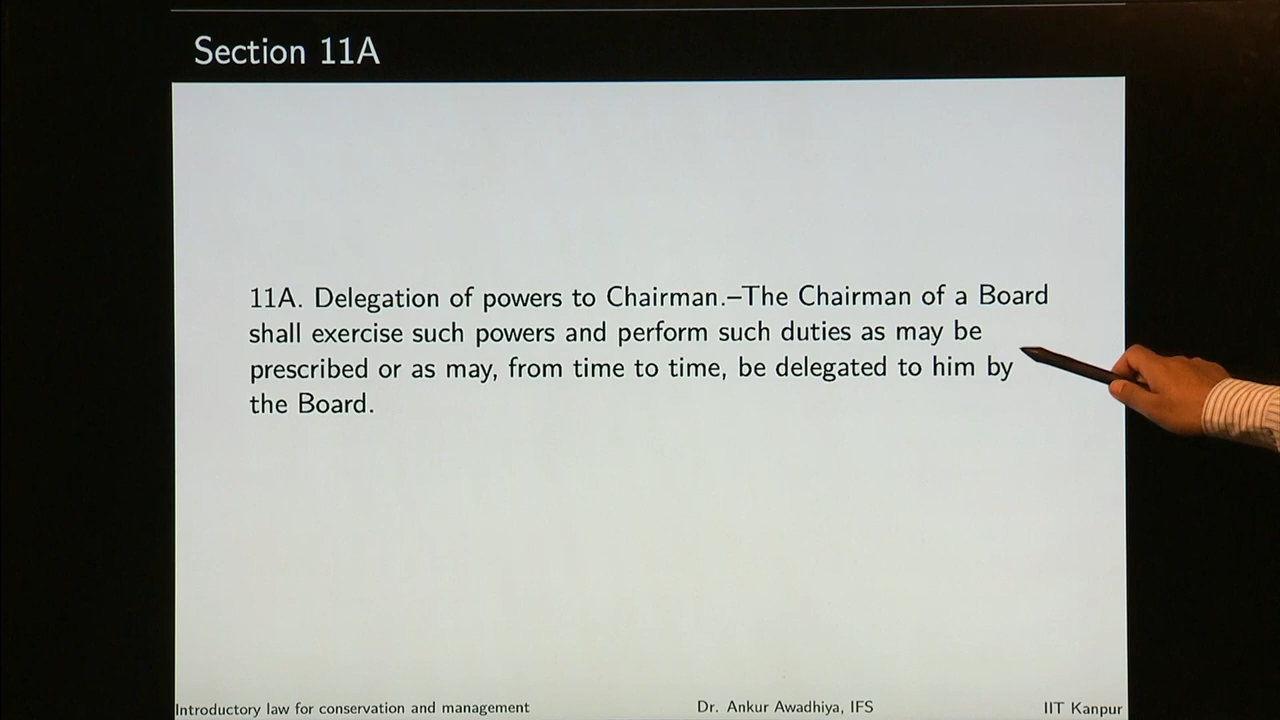 Section 11A
11A. Delegation of powers to Chairman.–The Chairman of a Board
shall exercise such powers and perform such duties as may be
prescribed or as may, from time to time, be delegated to him by
the Board.
Introductory law for conservation and management Dr. Ankur Awadhiya, IFS IIT Kanpur